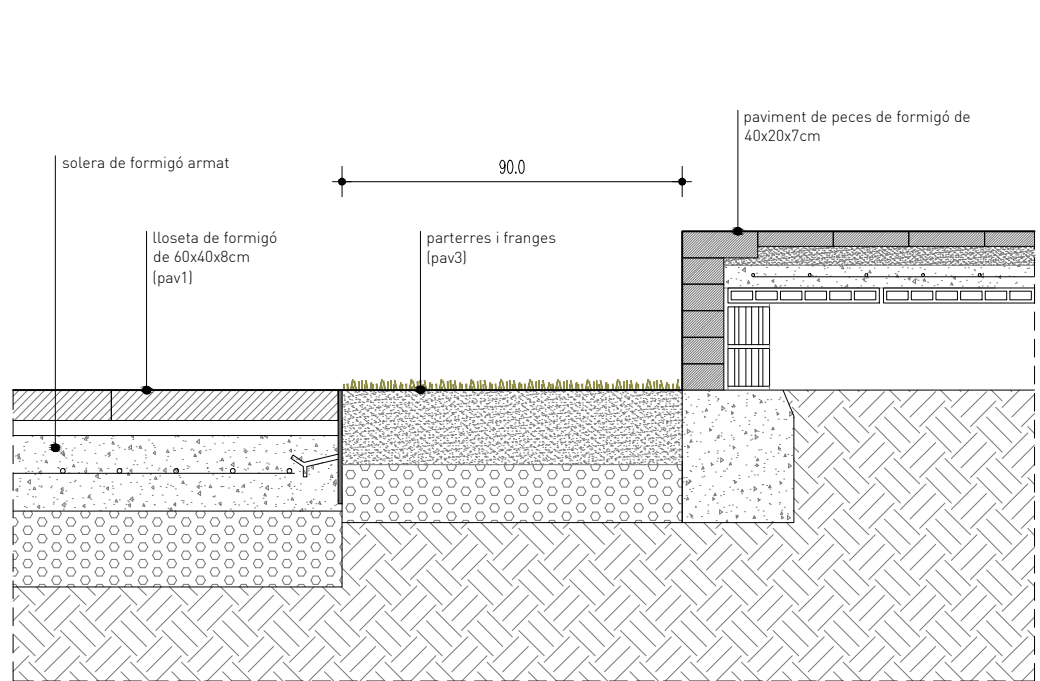 paviment de peces de formigó de
40x20x7cm
solera de formigó armat
90.0
lloseta de formigó
de 60x40x8cm
(pav1)
parterres i franges
(pav3)